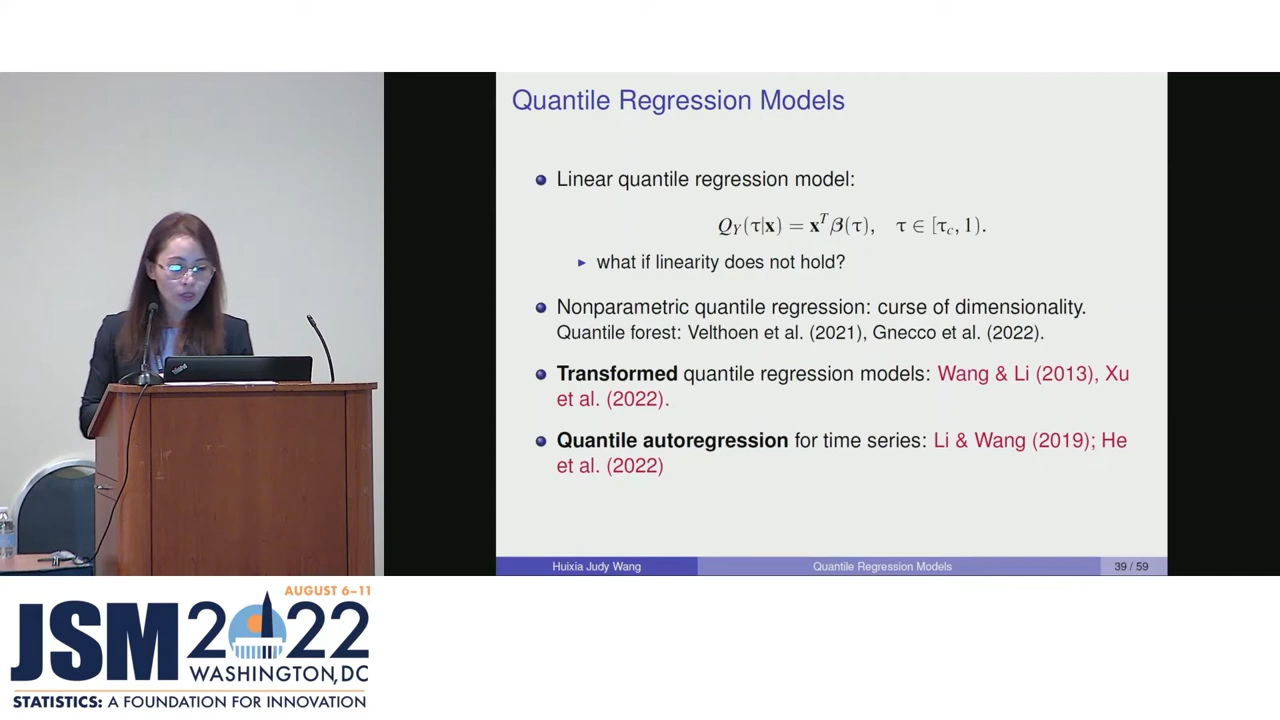 Quantile Regression Models
Linear quantile regression model:
Q_Y(τ|x) = x^T β(τ), τ ∈ [τ_c, 1).
what if linearity does not hold?
Nonparametric quantile regression: curse of dimensionality.
Quantile forest: Velthoen et al. (2021), Gnecco et al. (2022).
Transformed quantile regression models: Wang & Li (2013), Xu
et al. (2022).
Quantile autoregression for time series: Li & Wang (2019); He
et al. (2022)
Huixia Judy Wang
Quantile Regression Models
39 / 59
AUGUST 6–11
JSM 2022
WASHINGTON, DC
STATISTICS: A FOUNDATION FOR INNOVATION